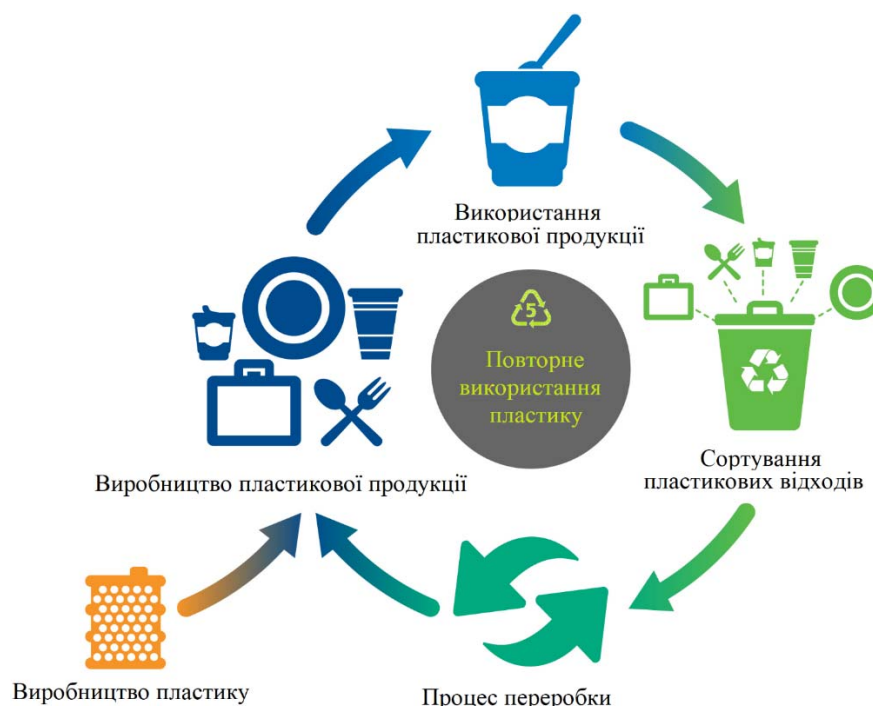 Використання
пластикової продукції
5
Повторне
використання
пластику
Виробництво пластикової продукції
Сортування
пластикових відходів
Виробництво пластику
Процес переробки